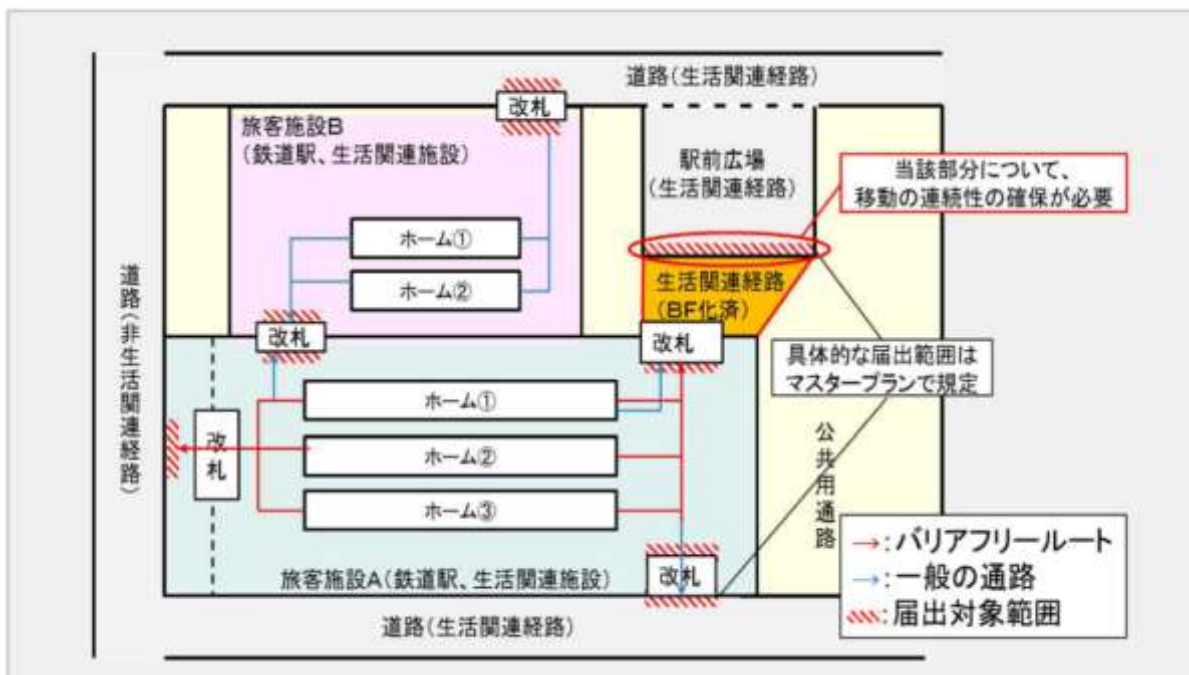 道路(生活関連経路)
改札
旅客施設B
(鉄道駅、生活関連施設)
駅前広場
(生活関連経路)
当該部分について、
移動の連続性の確保が必要
ホーム①
ホーム②
生活関連経路
(BF化済)
道路(非生活関連経路)
改札
改札
具体的な届出範囲は
マスタープランで規定
ホーム①
改札
ホーム②
ホーム③
公共用通路
→:バリアフリールート
→:一般の通路
:届出対象範囲
旅客施設A(鉄道駅、生活関連施設)
改札
道路(生活関連経路)